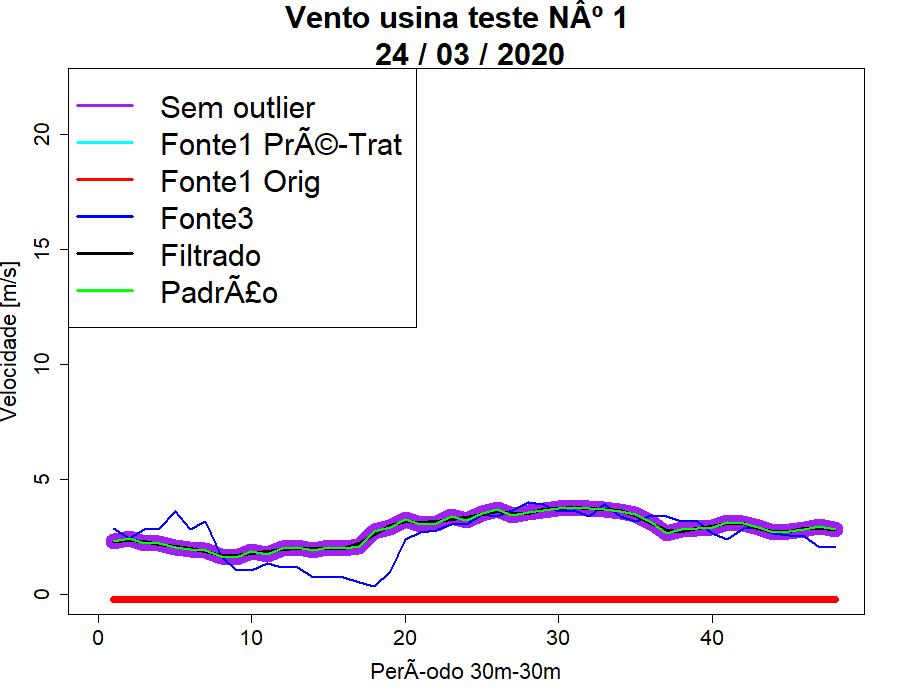 Vento usina teste NÂº 1
24 / 03 / 2020
Sem outlier
Fonte1 PrÃ©-Trat
Fonte1 Orig
Fonte3
Filtrado
PadrÃ£o
Velocidade [m/s]
20
15
10
5
0
0 10 20 30 40
PerÃ-odo 30m-30m